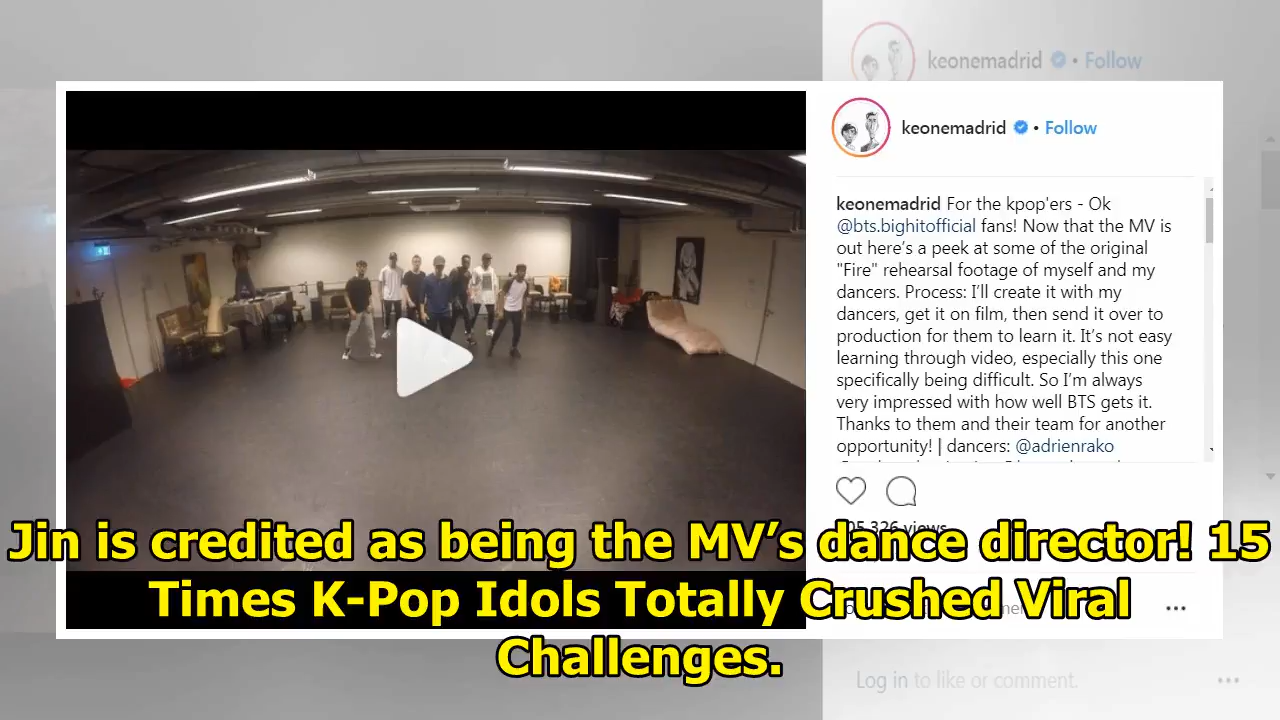 keonemadrid • Follow
keonemadrid • Follow
keonemadrid For the kpop'ers - Ok
@bts.bighitofficial fans! Now that the MV is
out here's a peek at some of the original
"Fire" rehearsal footage of myself and my
dancers. Process: I'll create it with my
dancers, get it on film, then send it over to
production for them to learn it. It's not easy
learning through video, especially this one
specifically being difficult. So I'm always
very impressed with how well BTS gets it.
Thanks to them and their team for another
opportunity! | dancers: @adrienrako
views
Jin is credited as being the MV’s dance director! 15
Times K-Pop Idols Totally Crushed Viral
Challenges.
Log in to like or comment.